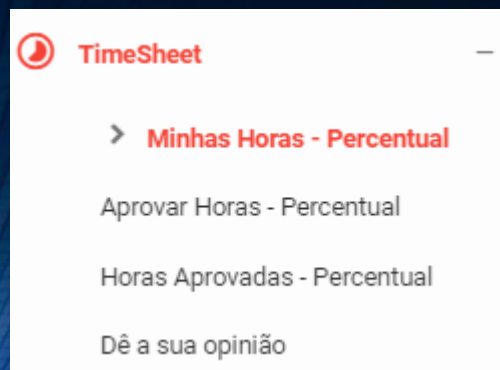 TimeSheet
Minhas Horas - Percentual
Aprovar Horas - Percentual
Horas Aprovadas - Percentual
Dê a sua opinião